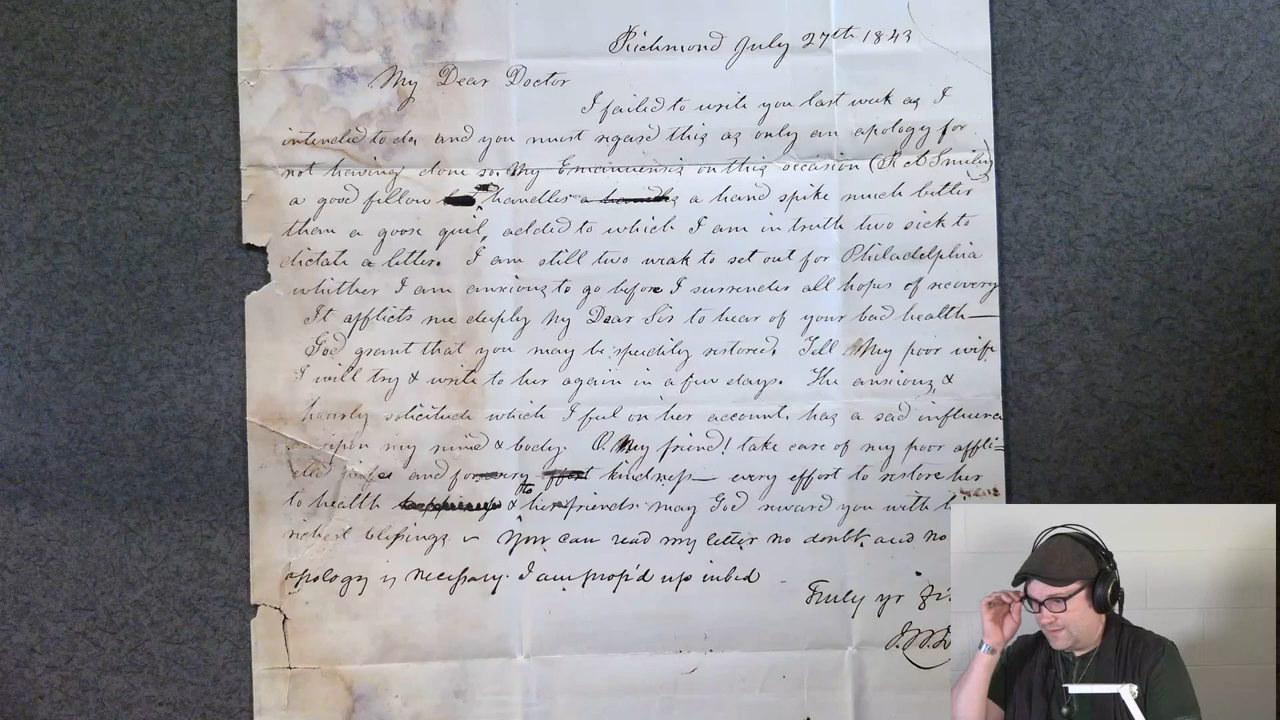 Richmond July 27th 1843
My Dear Doctor
I failed to write you last week as I
intended to do, and you must regard this as only an apology for
not having done so. My Emanuensis on this occasion (R A Smiley)
a good fellow handles a hand spike much better
than a goose quil, added to which I am in truth two sick to
dictate a letter. I am still two weak to set out for Philadelphia
whither I am anxious to go before I surrender all hopes of recovery
It afflicts me deeply my Dear Sir to hear of your bad health—
God grant that you may be speedily restored. Tell My poor wife
I will try & write to her again in a few days. The anxious, &
hourly solicitude which I feel on her account. has a sad influence
upon my mind & body. O. My friend! take care of my poor affli=
cted and for every kindness— every effort to restore her
to health & to her friends may God reward you with
richest blessings You can read my letter no doubt, and no
apology is necessary. I am prop'd up in bed
Truly yr